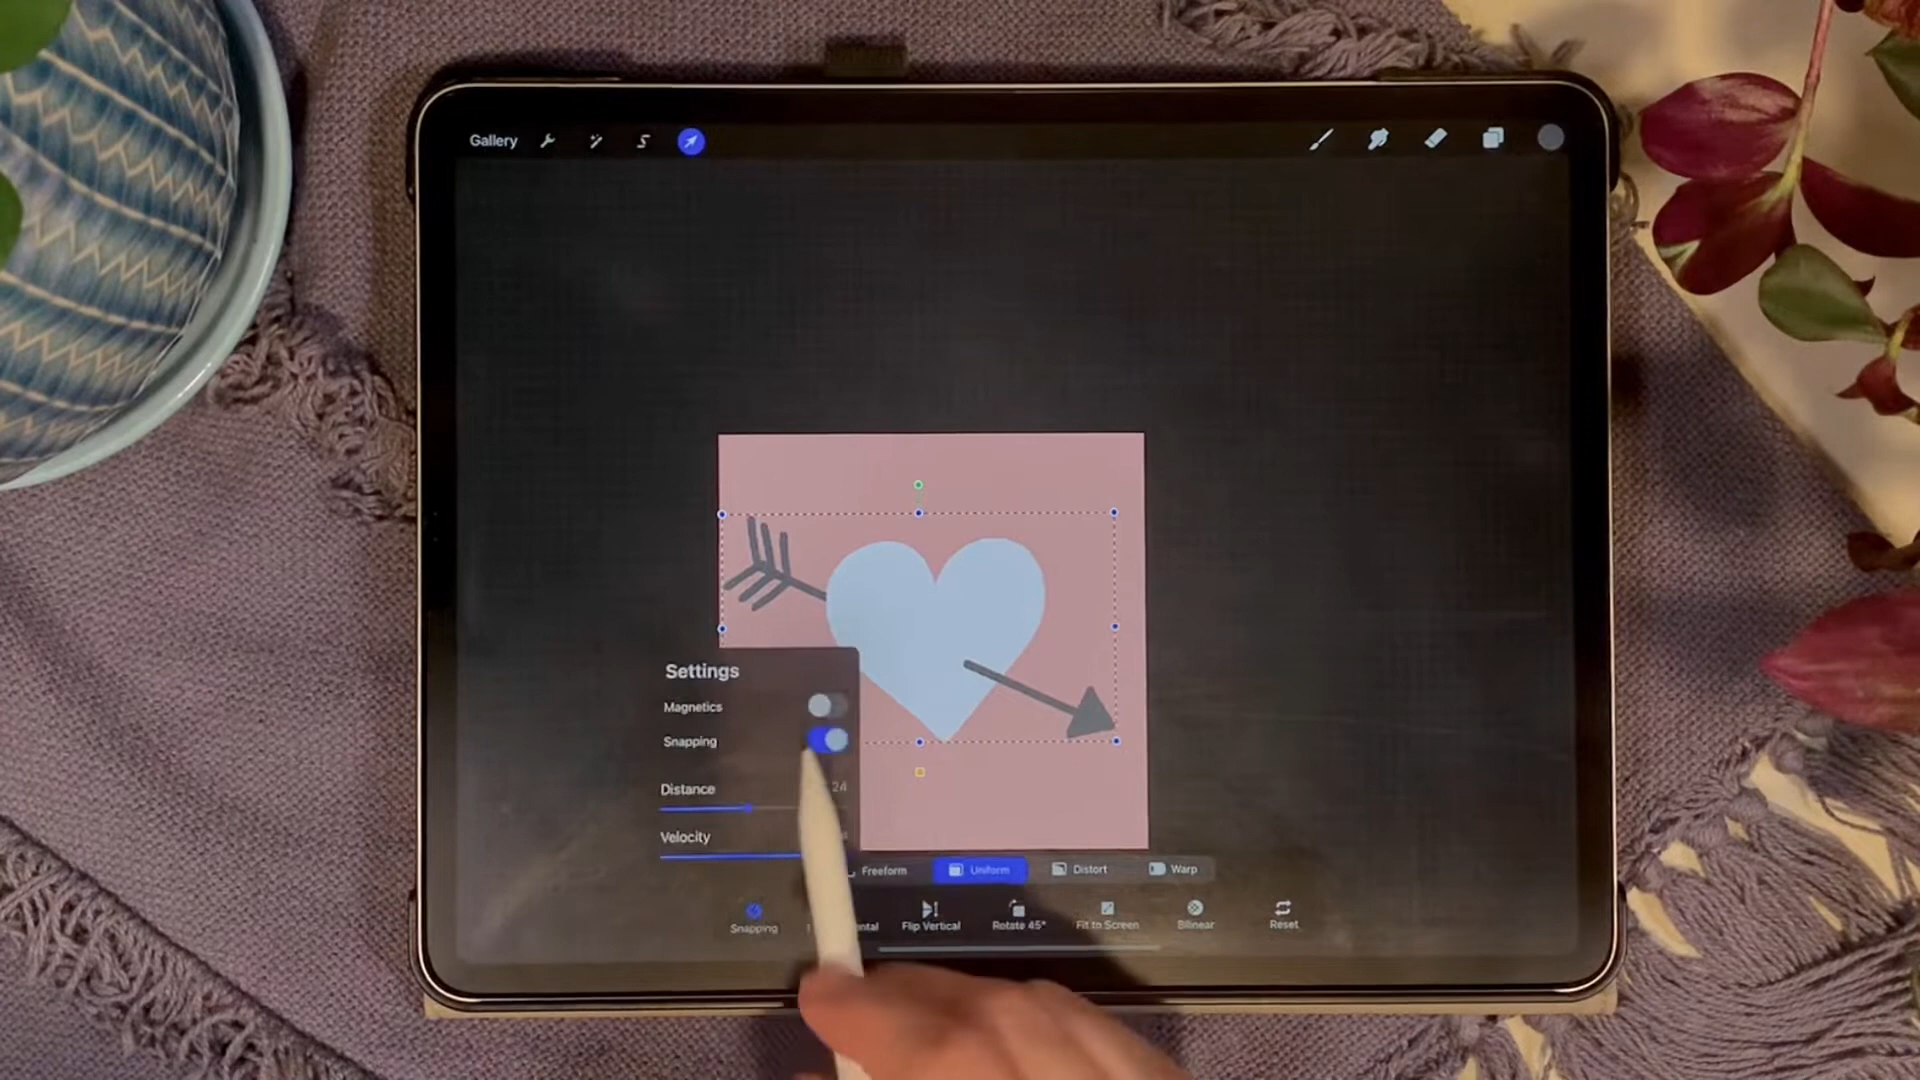 Gallery
Settings
Magnetics
Snapping
Distance
24
Velocity
Freeform
Uniform
Distort
Warp
Snapping
Flip Vertical
Rotate 45°
Fit to Screen
Bilinear
Reset